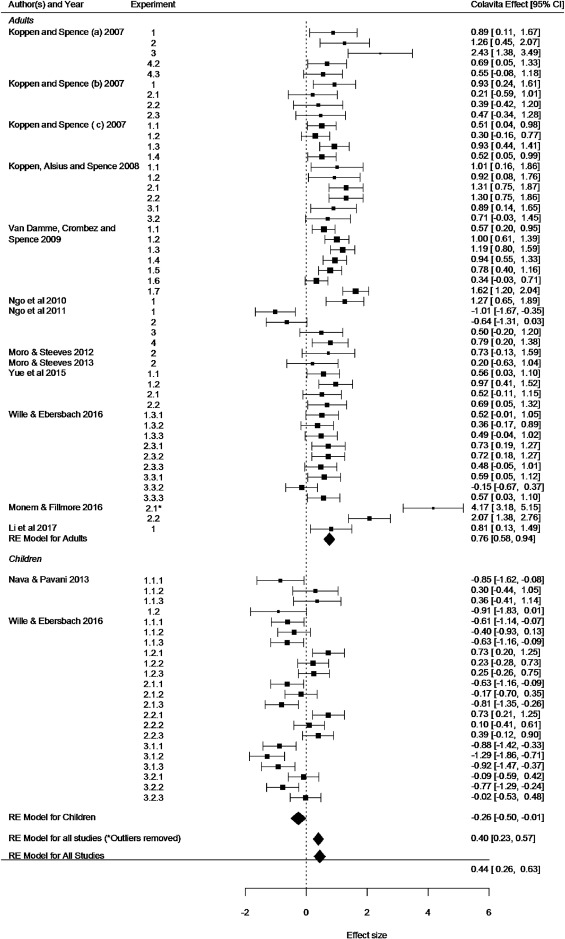 Author(s) and Year Experiment Colavita Effect [95% CI]
Adults
Koppen and Spence (a) 2007 1 0.89 [ 0.11, 1.67]
2 1.26 [ 0.45, 2.07]
3 2.43 [ 1.38, 3.49]
4.2 0.69 [ 0.05, 1.33]
4.3 0.55 [-0.08, 1.18]
Koppen and Spence (b) 2007 1 0.93 [ 0.24, 1.61]
2.1 0.21 [-0.59, 1.01]
2.2 0.39 [-0.42, 1.20]
2.3 0.47 [-0.34, 1.28]
Koppen and Spence ( c) 2007 1.1 0.51 [ 0.04, 0.98]
1.2 0.30 [-0.16, 0.77]
1.3 0.93 [ 0.44, 1.41]
1.4 0.52 [ 0.05, 0.99]
Koppen, Alsius and Spence 2008 1.1 1.01 [ 0.16, 1.86]
1.2 0.92 [ 0.08, 1.76]
2.1 1.31 [ 0.75, 1.87]
2.2 1.30 [ 0.75, 1.86]
3.1 0.89 [ 0.14, 1.65]
3.2 0.71 [-0.03, 1.45]
Van Damme, Crombez and 1.1 0.57 [ 0.20, 0.95]
Spence 2009 1.2 1.00 [ 0.61, 1.39]
1.3 1.19 [ 0.80, 1.59]
1.4 0.94 [ 0.55, 1.33]
1.5 0.78 [ 0.40, 1.16]
1.6 0.34 [-0.03, 0.71]
1.7 1.62 [ 1.20, 2.04]
Ngo et al 2010 1 1.27 [ 0.65, 1.89]
Ngo et al 2011 1 -1.01 [-1.67, -0.35]
2 -0.64 [-1.31, 0.03]
3 0.50 [-0.20, 1.20]
4 0.79 [ 0.20, 1.38]
Moro & Steeves 2012 2 0.73 [-0.13, 1.59]
Moro & Steeves 2013 2 0.20 [-0.63, 1.04]
Yue et al 2015 1.1 0.56 [ 0.03, 1.10]
1.2 0.97 [ 0.41, 1.52]
2.1 0.52 [-0.11, 1.15]
2.2 0.69 [ 0.05, 1.32]
Wille & Ebersbach 2016 1.3.1 0.52 [-0.01, 1.05]
1.3.2 0.36 [-0.17, 0.89]
1.3.3 0.49 [-0.04, 1.02]
2.3.1 0.73 [ 0.19, 1.27]
2.3.2 0.72 [ 0.18, 1.27]
2.3.3 0.48 [-0.05, 1.01]
3.3.1 0.59 [ 0.05, 1.12]
3.3.2 -0.15 [-0.67, 0.37]
3.3.3 0.57 [ 0.03, 1.10]
Monem & Fillmore 2016 2.1* 4.17 [ 3.18, 5.15]
2.2 2.07 [ 1.38, 2.76]
Li et al 2017 1 0.81 [ 0.13, 1.49]
RE Model for Adults 0.76 [ 0.58, 0.94]
Children
Nava & Pavani 2013 1.1.1 -0.85 [-1.62, -0.08]
1.1.2 0.30 [-0.44, 1.05]
1.1.3 0.36 [-0.41, 1.14]
1.2 -0.91 [-1.83, 0.01]
Wille & Ebersbach 2016 1.1.1 -0.61 [-1.14, -0.07]
1.1.2 -0.40 [-0.93, 0.13]
1.1.3 -0.63 [-1.16, -0.09]
1.2.1 0.73 [ 0.20, 1.25]
1.2.2 0.23 [-0.28, 0.73]
1.2.3 0.25 [-0.26, 0.75]
2.1.1 -0.63 [-1.16, -0.09]
2.1.2 -0.17 [-0.70, 0.35]
2.1.3 -0.81 [-1.35, -0.26]
2.2.1 0.73 [ 0.21, 1.25]
2.2.2 0.10 [-0.41, 0.61]
2.2.3 0.39 [-0.12, 0.90]
3.1.1 -0.88 [-1.42, -0.33]
3.1.2 -1.29 [-1.86, -0.71]
3.1.3 -0.92 [-1.47, -0.37]
3.2.1 -0.09 [-0.59, 0.42]
3.2.2 -0.77 [-1.29, -0.24]
3.2.3 -0.02 [-0.53, 0.48]
RE Model for Children -0.26 [-0.50, -0.01]
RE Model for all studies (*Outliers removed) 0.40 [ 0.23, 0.57]
RE Model for All Studies
0.44 [ 0.26, 0.63]
-2 0 2 4 6
Effect size